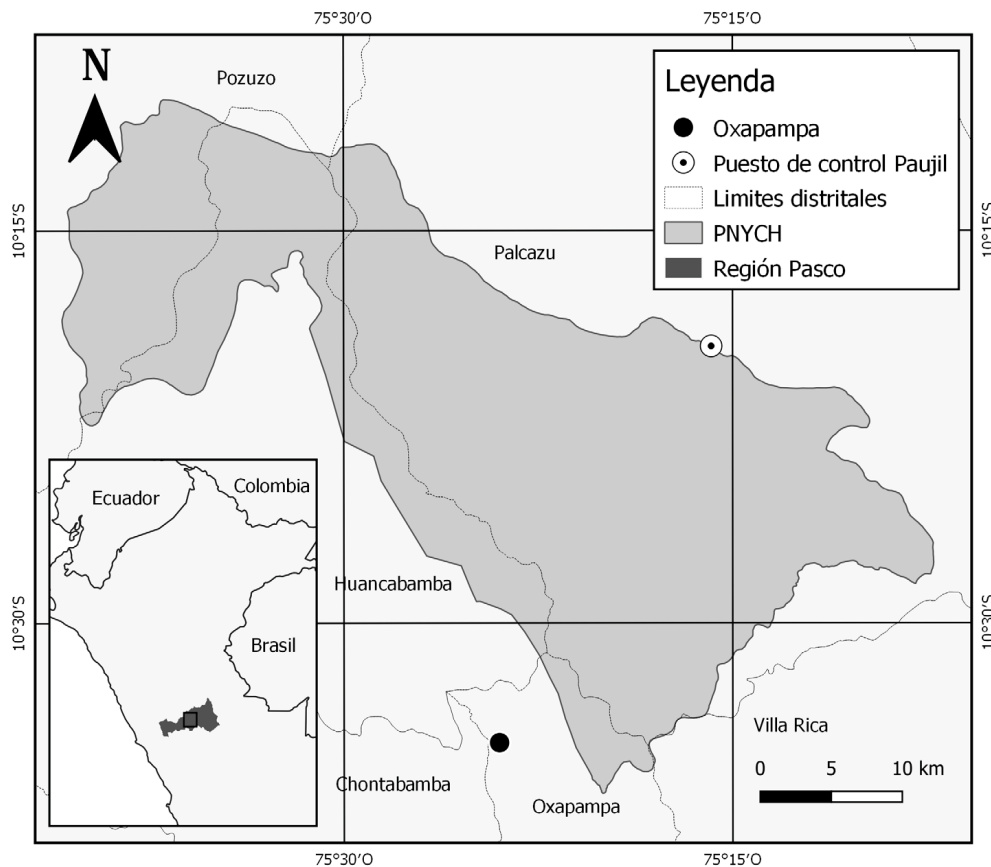 75°30'O
75°15'O
N
Pozuzo
Leyenda
Oxapampa
Puesto de control Paujil
Limites distritales
PNYCH
Región Pasco
10°15'S
10°15'S
Palcazu
Ecuador
Colombia
Brasil
Huancabamba
10°30'S
10°30'S
Villa Rica
Chontabamba
Oxapampa
0 5 10 km
75°30'O
75°15'O